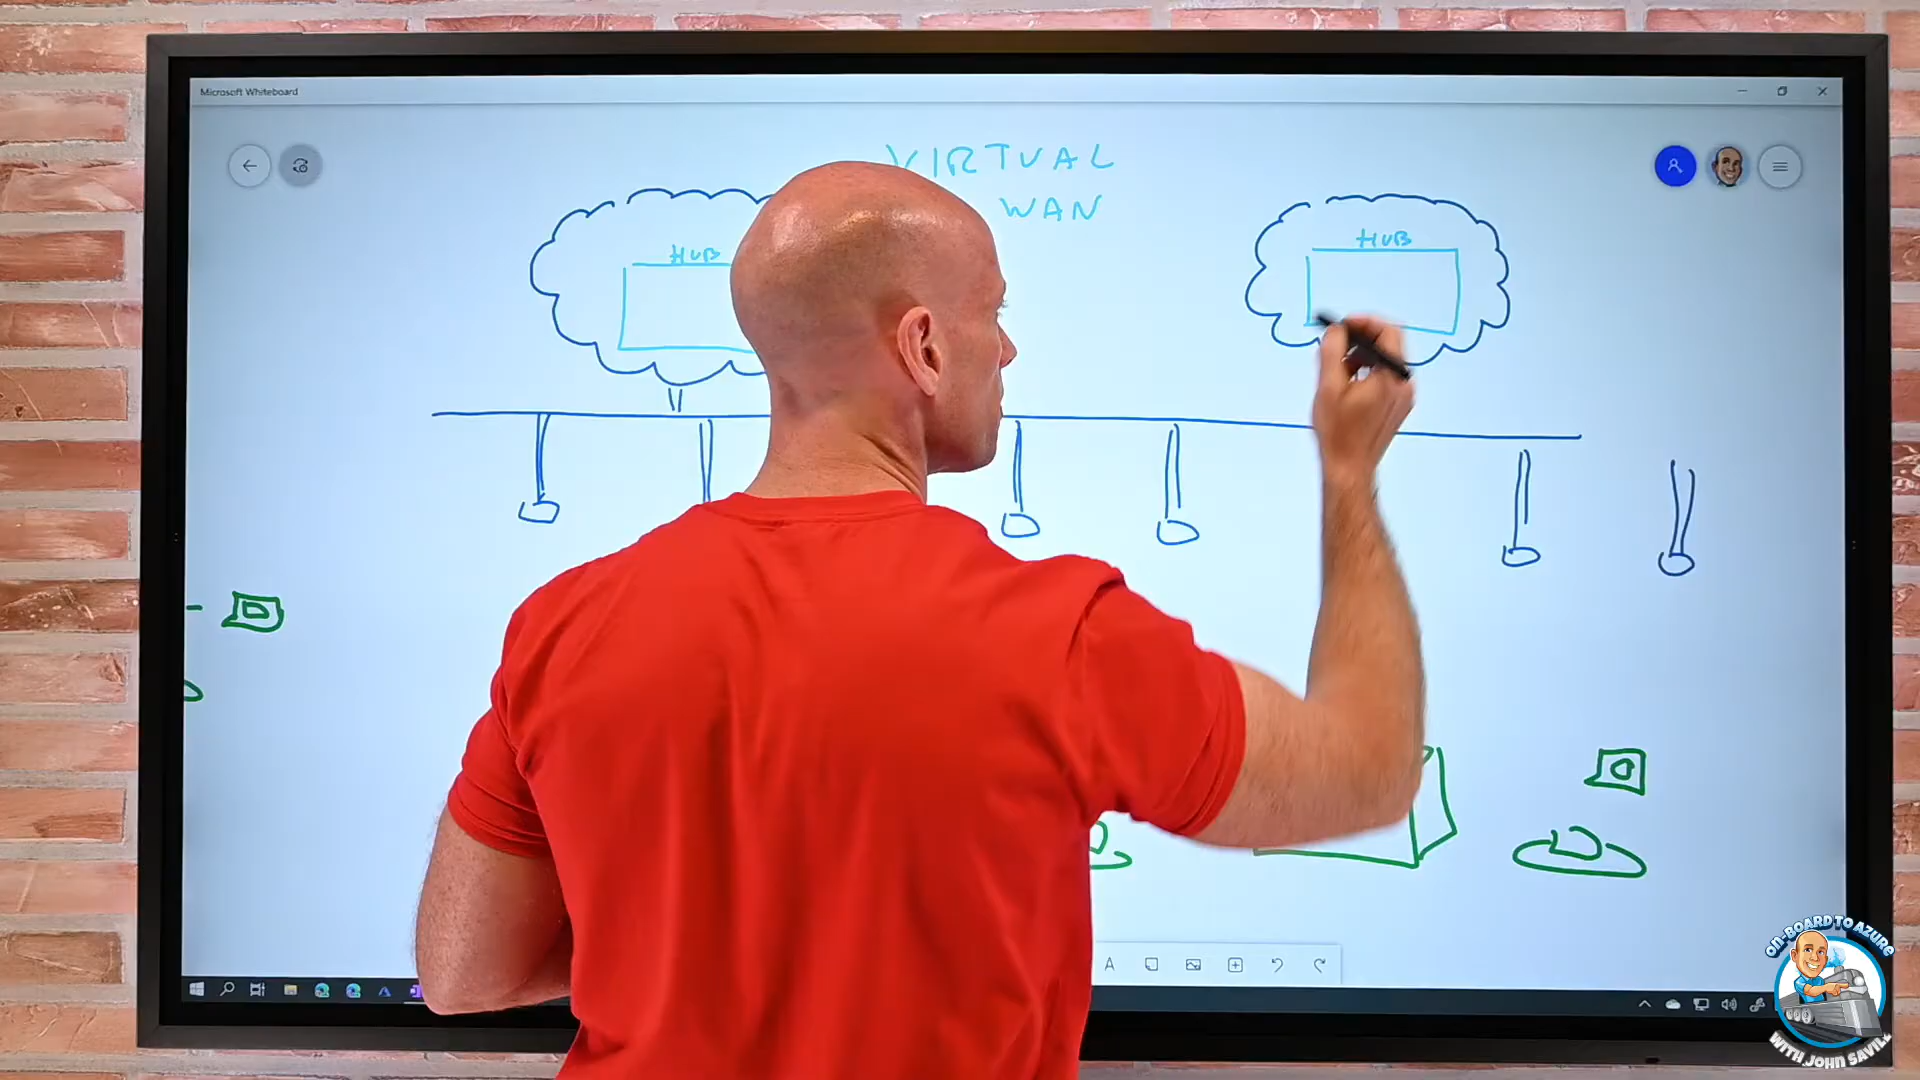 Microsoft Whiteboard
VIRTUAL
WAN
HUB
HUB
A
ON-BOARD TO AZURE
WITH JOHN SAVILL